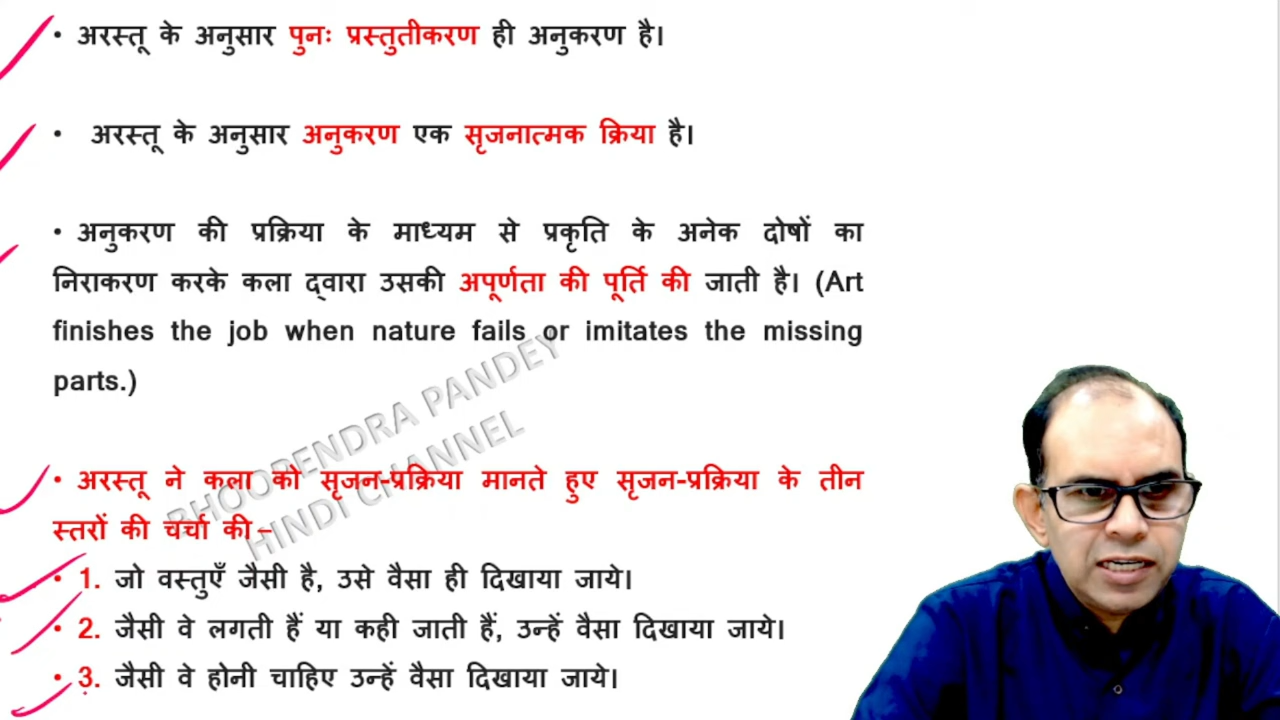 • अरस्तू के अनुसार पुनः प्रस्तुतीकरण ही अनुकरण है।
• अरस्तू के अनुसार अनुकरण एक सृजनात्मक क्रिया है।
• अनुकरण की प्रक्रिया के माध्यम से प्रकृति के अनेक दोषों का
निराकरण करके कला द्वारा उसकी अपूर्णता की पूर्ति की जाती है। (Art
finishes the job when nature fails or imitates the missing
parts.)
BHOOPENDRA PANDEY
HINDI CHANNEL
• अरस्तू ने कला को सृजन-प्रक्रिया मानते हुए सृजन-प्रक्रिया के तीन
स्तरों की चर्चा की–
• 1. जो वस्तुएँ जैसी है, उसे वैसा ही दिखाया जाये।
• 2. जैसी वे लगती हैं या कही जाती हैं, उन्हें वैसा दिखाया जाये।
• 3. जैसी वे होनी चाहिए उन्हें वैसा दिखाया जाये।